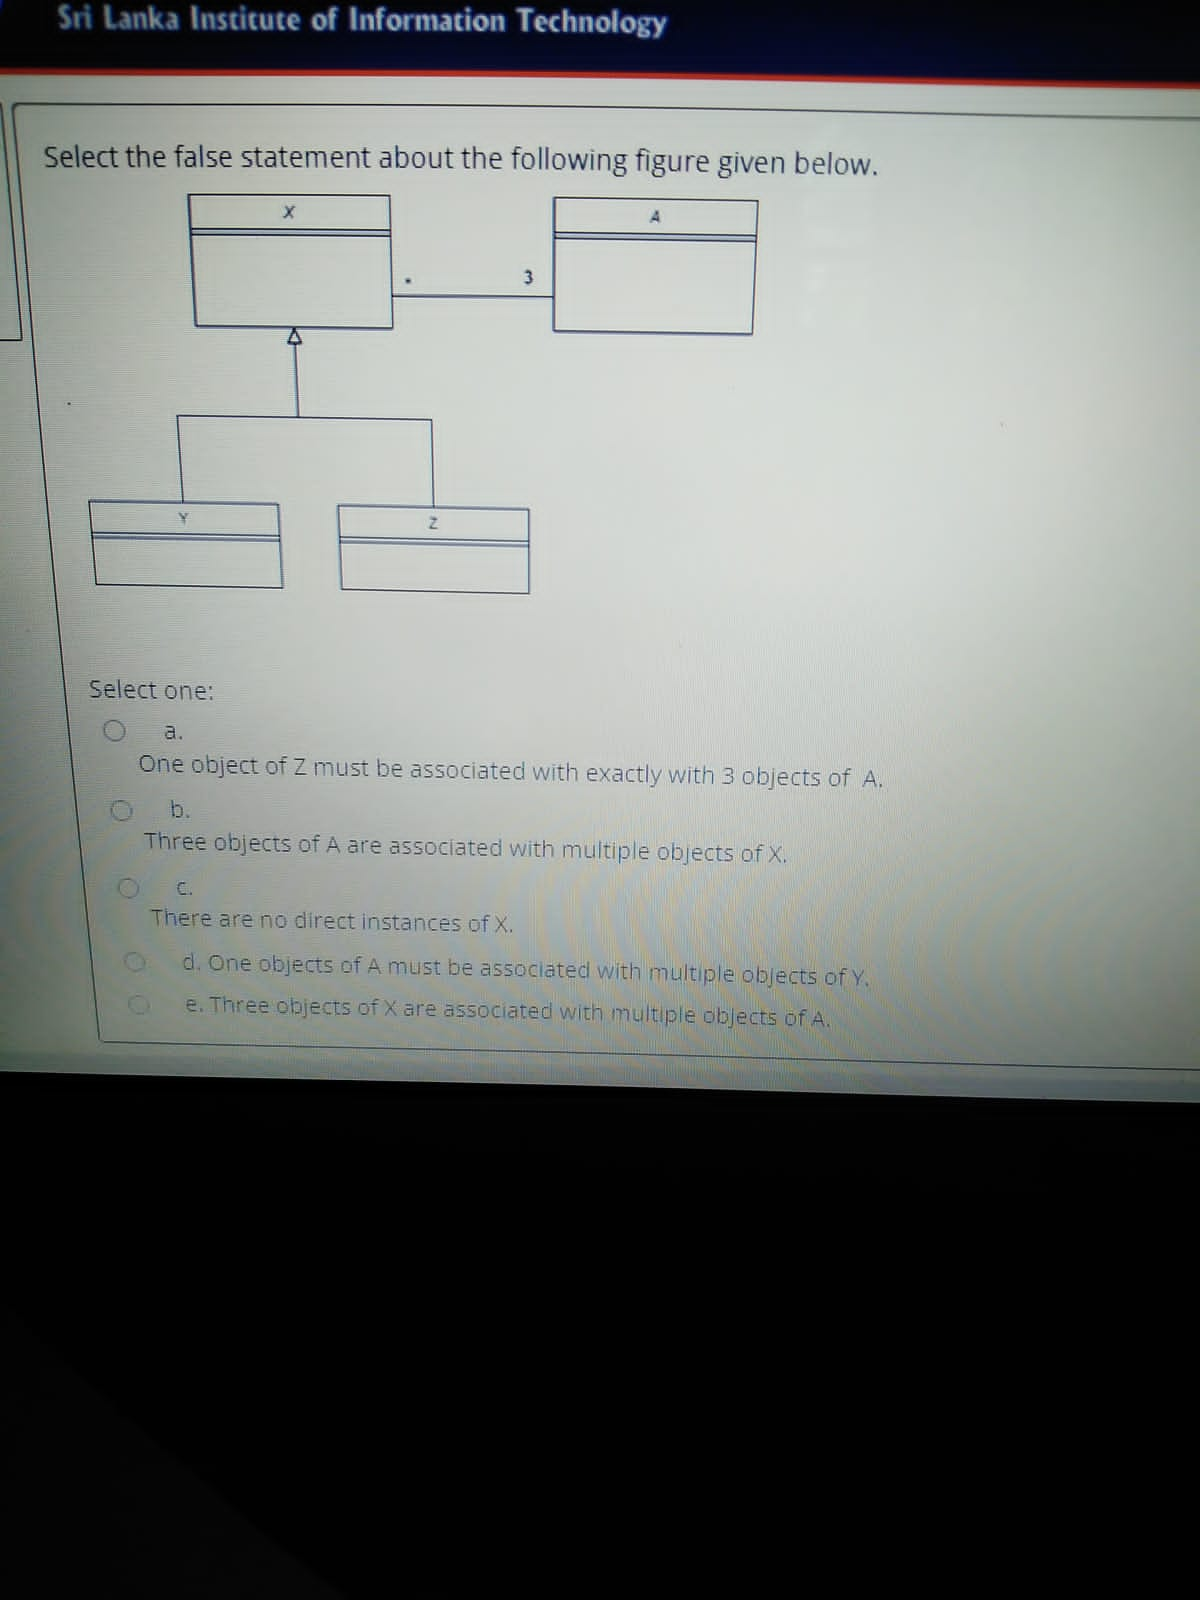 Sri Lanka Institute of Information Technology
Select the false statement about the following figure given below.
X
A
*
3
Y
Z
Select one:
a.
One object of Z must be associated with exactly with 3 objects of A.
b.
Three objects of A are associated with multiple objects of X.
c.
There are no direct instances of X.
d. One objects of A must be associated with multiple objects of Y.
e. Three objects of X are associated with multiple objects of A.